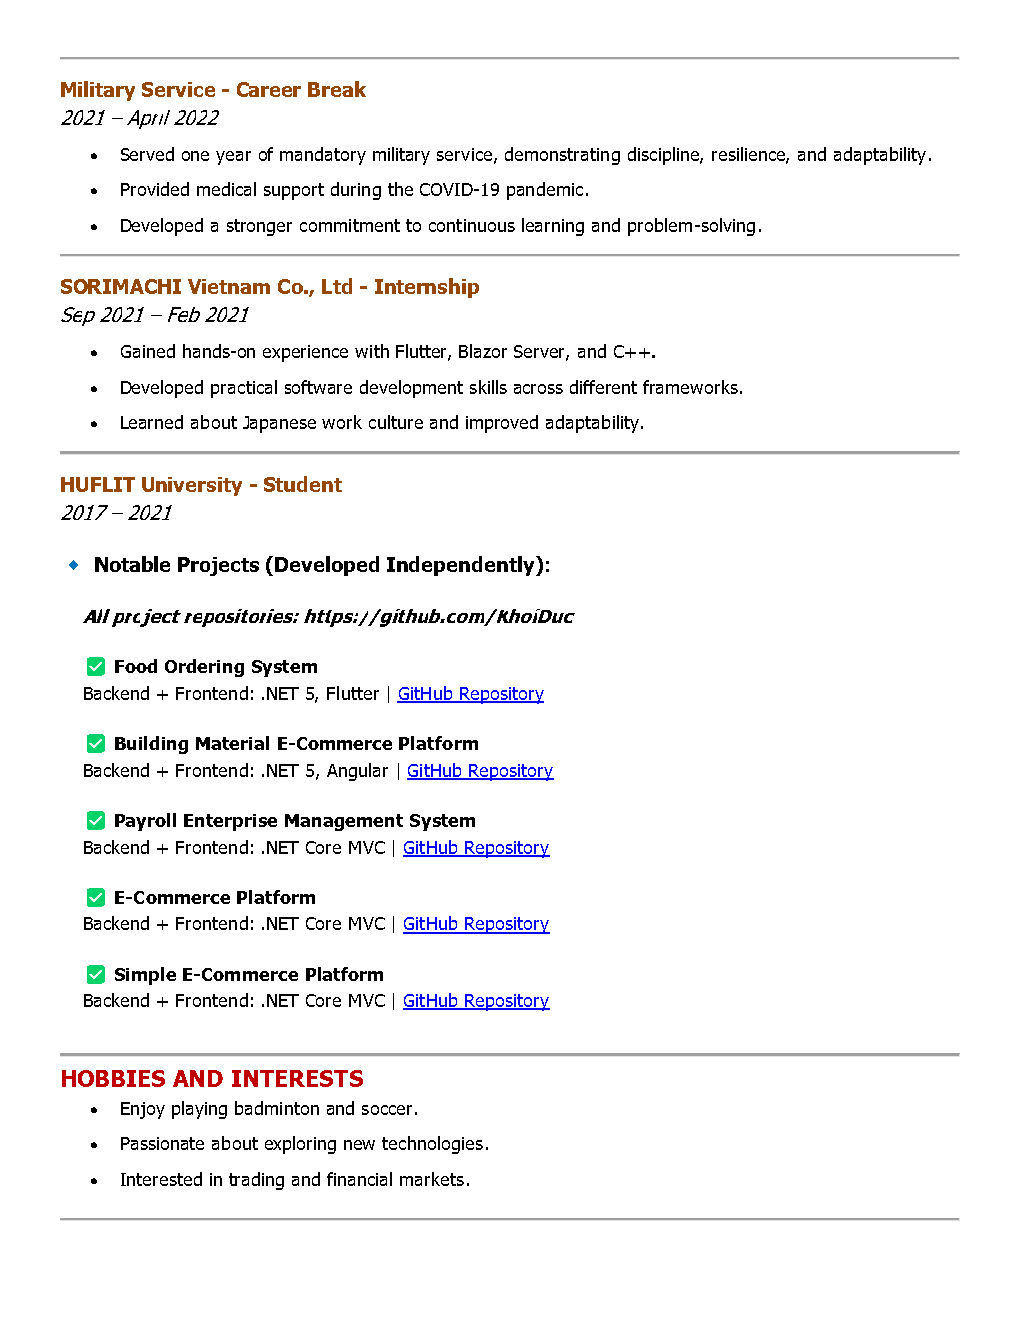 Military Service - Career Break
2021 – April 2022
• Served one year of mandatory military service, demonstrating discipline, resilience, and adaptability.
• Provided medical support during the COVID-19 pandemic.
• Developed a stronger commitment to continuous learning and problem-solving.
SORIMACHI Vietnam Co., Ltd - Internship
Sep 2021 – Feb 2021
• Gained hands-on experience with Flutter, Blazor Server, and C++.
• Developed practical software development skills across different frameworks.
• Learned about Japanese work culture and improved adaptability.
HUFLIT University - Student
2017 – 2021
🔹 Notable Projects (Developed Independently):
All project repositories: https://github.com/KhoiDuc
✅ Food Ordering System
Backend + Frontend: .NET 5, Flutter | GitHub Repository
✅ Building Material E-Commerce Platform
Backend + Frontend: .NET 5, Angular | GitHub Repository
✅ Payroll Enterprise Management System
Backend + Frontend: .NET Core MVC | GitHub Repository
✅ E-Commerce Platform
Backend + Frontend: .NET Core MVC | GitHub Repository
✅ Simple E-Commerce Platform
Backend + Frontend: .NET Core MVC | GitHub Repository
HOBBIES AND INTERESTS
• Enjoy playing badminton and soccer.
• Passionate about exploring new technologies.
• Interested in trading and financial markets.